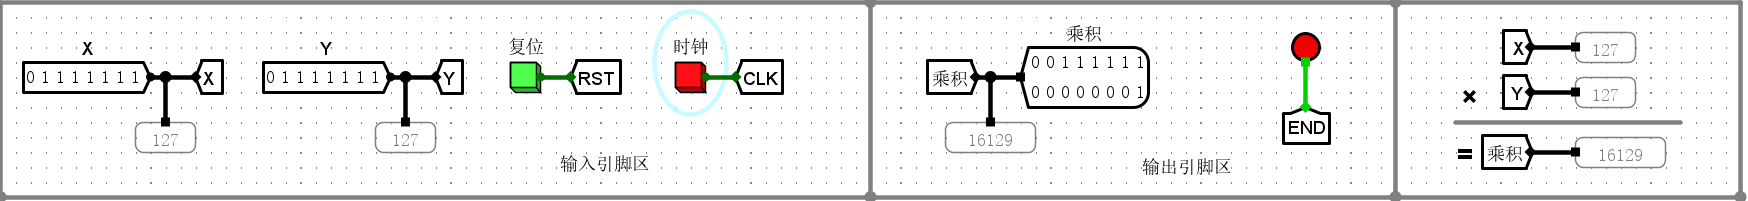 X
0 1 1 1 1 1 1 1
X
127
Y
0 1 1 1 1 1 1 1
Y
127
复位
RST
时钟
CLK
输入引脚区
乘积
乘积
0 0 1 1 1 1 1 1
0 0 0 0 0 0 0 1
16129
END
输出引脚区
X
127
× Y
127
= 乘积
16129